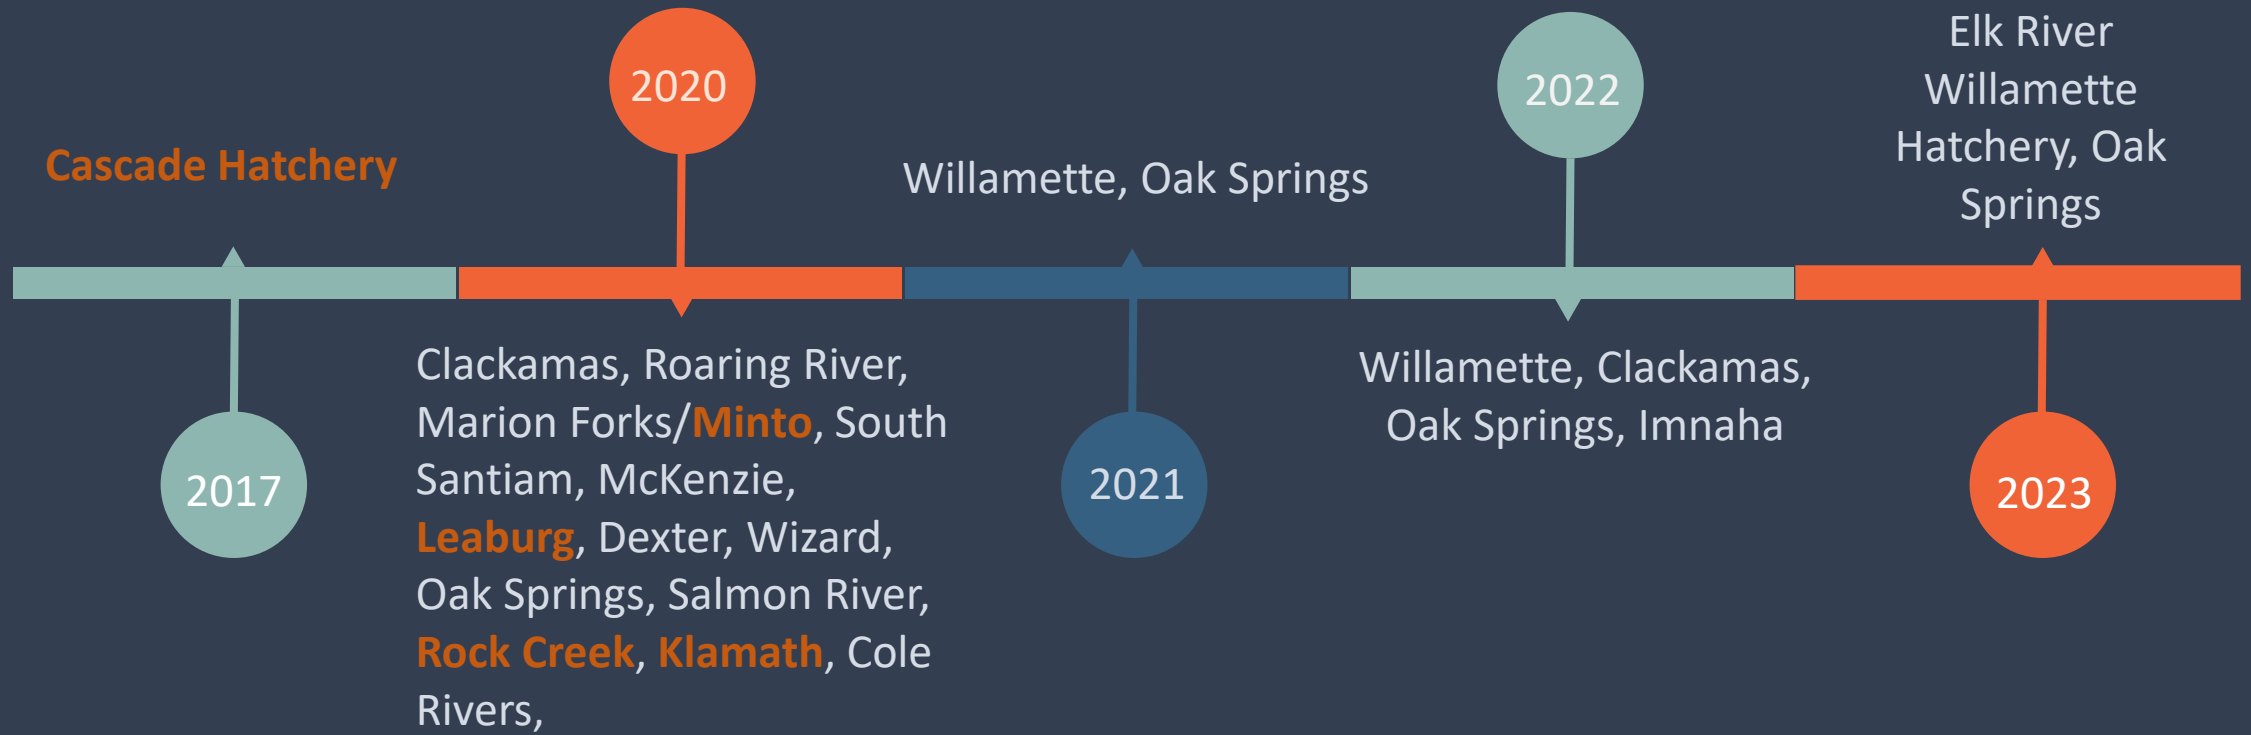 Cascade Hatchery
2017
2020
Clackamas, Roaring River,
Marion Forks/Minto, South
Santiam, McKenzie,
Leaburg, Dexter, Wizard,
Oak Springs, Salmon River,
Rock Creek, Klamath, Cole
Rivers,
Willamette, Oak Springs
2021
2022
Willamette, Clackamas,
Oak Springs, Imnaha
Elk River
Willamette
Hatchery, Oak
Springs
2023